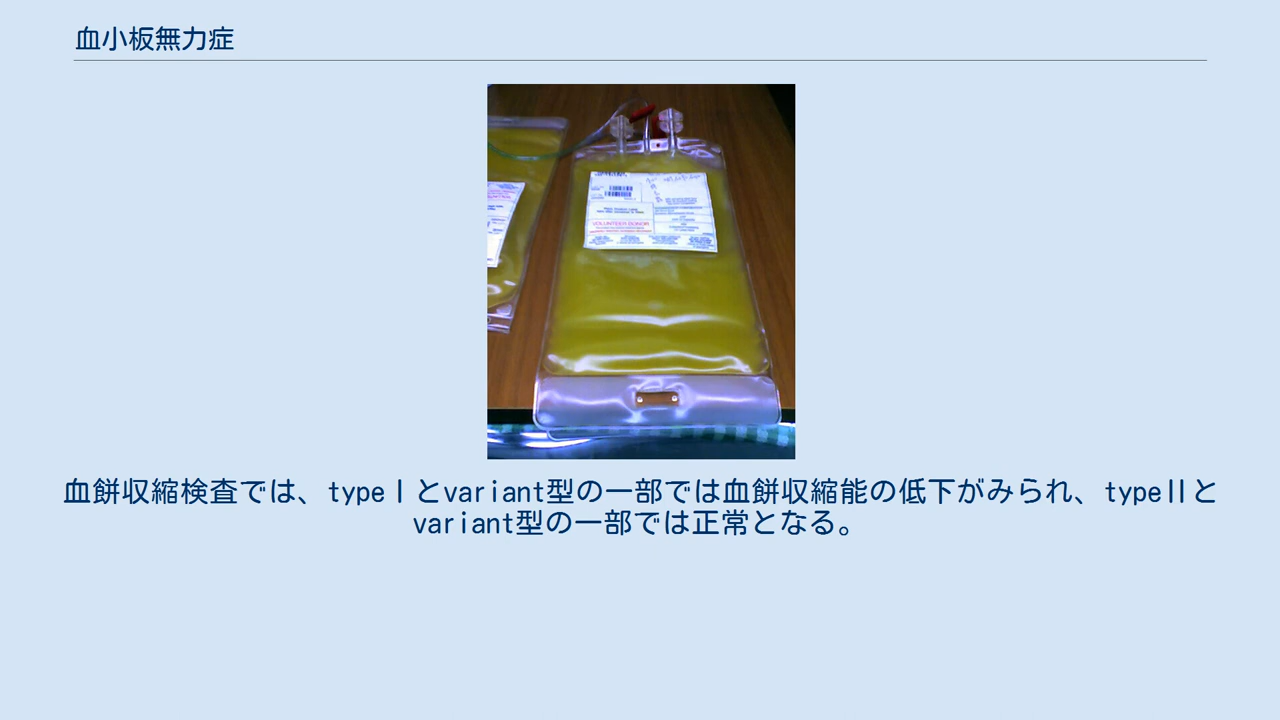 血小板無力症
VOLUNTEER DONOR
血餅収縮検査では、typeⅠとvariant型の一部では血餅収縮能の低下がみられ、typeⅡと
variant型の一部では正常となる。